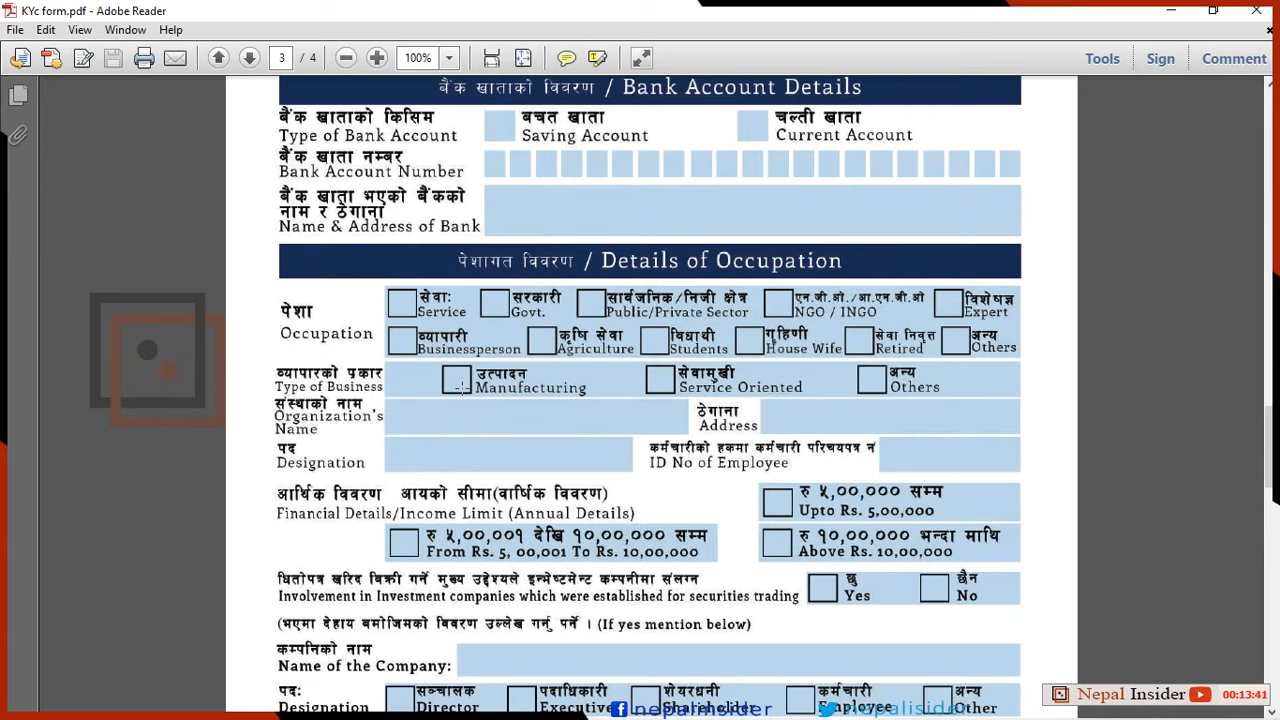 KYc form.pdf - Adobe Reader
File Edit View Window Help
3 / 4 100% Tools Sign Comment
बैंक खाताको विवरण / Bank Account Details
बैंक खाताको किसिम बचत खाता चल्ती खाता
Type of Bank Account Saving Account Current Account
बैंक खाता नम्बर
Bank Account Number
बैंक खाता भएको बैंकको
नाम र ठेगाना
Name & Address of Bank
पेशागत विवरण / Details of Occupation
पेशा
Occupation
सेवा: सरकारी सार्वजनिक/निजी क्षेत्र एन.जी.ओ./आ.एन.जी.ओ विशेषज्ञ
Service Govt. Public/Private Sector NGO / INGO Expert
व्यापारी कृषि सेवा विधाथी गृहिणी सेवा निवृत्त अन्य
Businessperson Agriculture Students House Wife Retired Others
व्यापारको प्रकार उत्पादन सेवामुखी अन्य
Type of Business Manufacturing Service Oriented Others
संस्थाको नाम ठेगाना
Organization's Address
Name
पद कर्मचारीको हकमा कर्मचारी परिचयपत्र नं
Designation ID No of Employee
आर्थिक विवरण आयको सीमा(वार्षिक विवरण) रु ५,००,००० सम्म
Financial Details/Income Limit (Annual Details) Upto Rs. 5,00,000
रु ५,००,००१ देखि १०,००,००० सम्म रु १०,००,००० भन्दा माथि
From Rs. 5, 00,001 To Rs. 10,00,000 Above Rs. 10,00,000
धितोपत्र खरिद बिक्री गर्ने मुख्य उद्देश्यले इन्भेष्टमेन्ट कम्पनीमा संलग्न छु छैन
Involvement in Investment companies which were established for securities trading Yes No
(भएमा देहाय बमोजिमको विवरण उल्लेख गर्नु पर्ने । (If yes mention below)
कम्पनिको नाम
Name of the Company:
पद: सञ्चालक पदाधिकारी शेयरधनी कर्मचारी अन्य
Designation Director Executive Shareholder Employee Other
nepalinsider nepalisider
Nepal Insider 00:13:41